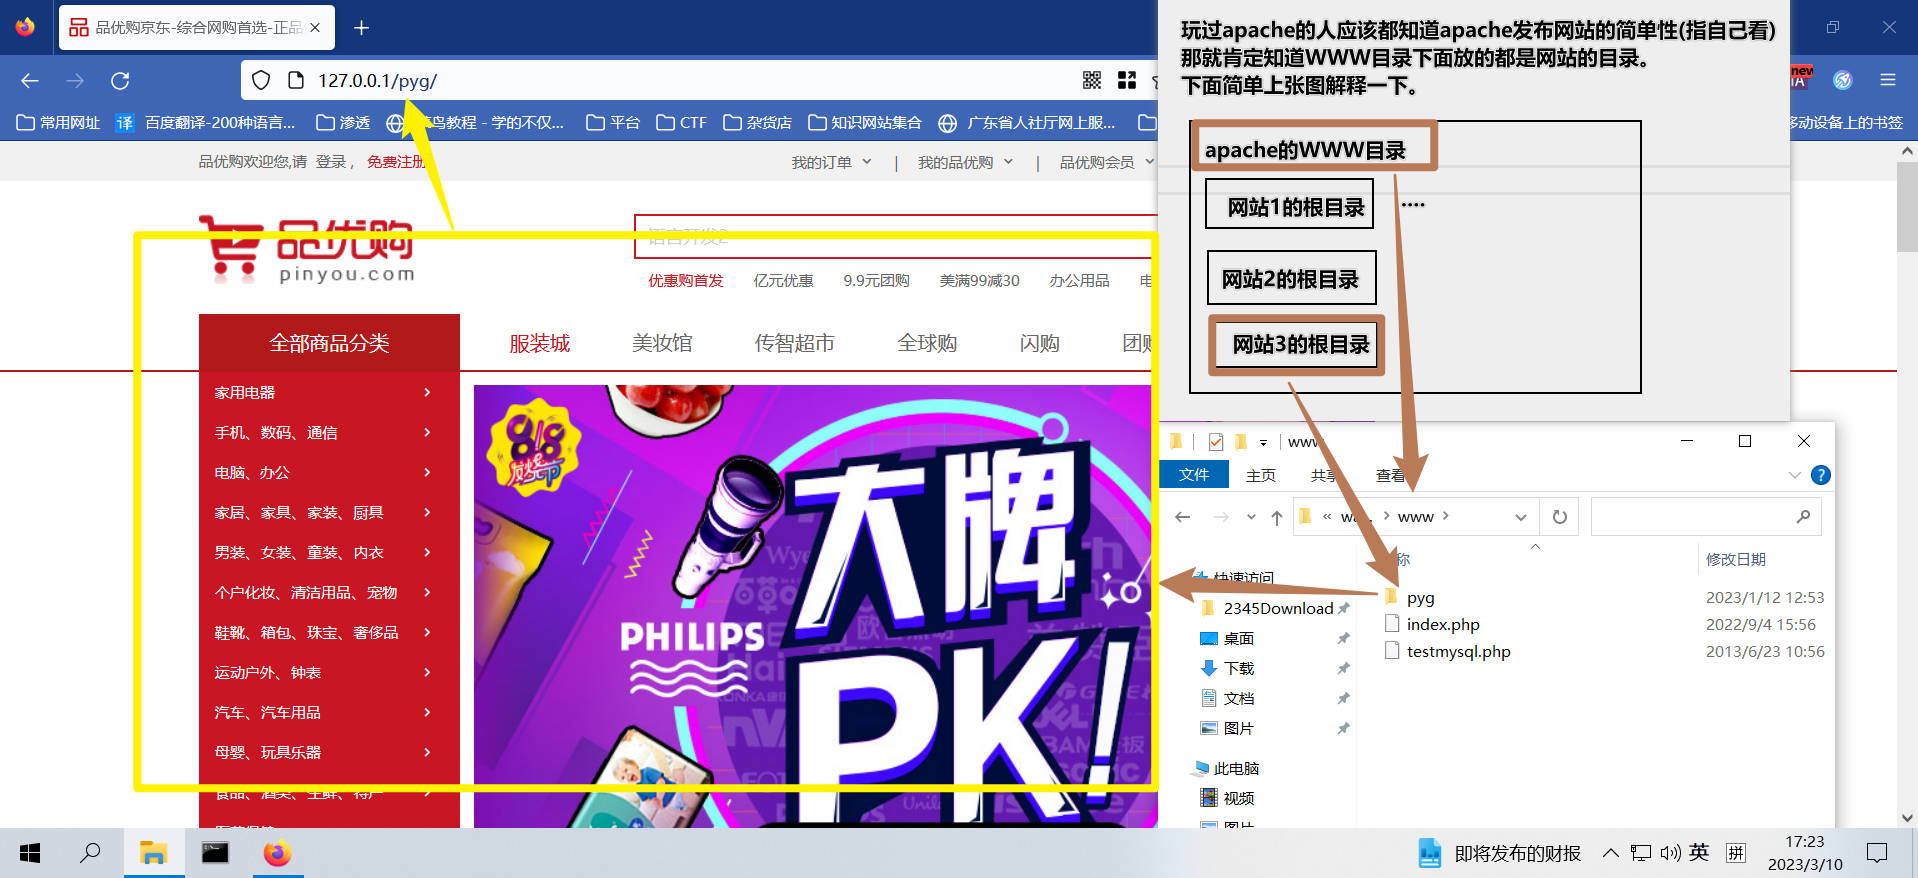 品优购京东-综合网购首选-正品
127.0.0.1/pyg/
常用网址
译
百度翻译-200种语言...
渗透
鸟教程 - 学的不仅...
平台
CTF
杂货店
知识网站集合
广东省人社厅网上服...
移动设备上的书签
new
品优购欢迎您,请 登录 , 免费注册
我的订单 | 我的品优购 | 品优购会员
品优购
pinyou.com
语言开发2
优惠购首发 亿元优惠 9.9元团购 美满99减30 办公用品 电
全部商品分类 服装城 美妆馆 传智超市 全球购 闪购 团购
家用电器
手机、数码、通信
电脑、办公
家居、家具、家装、厨具
男装、女装、童装、内衣
个户化妆、清洁用品、宠物
鞋靴、箱包、珠宝、奢侈品
运动户外、钟表
汽车、汽车用品
母婴、玩具乐器
食品、酒类、生鲜、特产
818
大牌
PHILIPS
PK!
玩过apache的人应该都知道apache发布网站的简单性(指自己看)
那就肯定知道WWW目录下面放的都是网站的目录。
下面简单上张图解释一下。
apache的WWW目录
网站1的根目录 ....
网站2的根目录
网站3的根目录
www
文件 主页 共享 查看
« wa... › www ›
称 修改日期
快速访问
2345Download
桌面
下载
文档
图片
此电脑
视频
图片
pyg 2023/1/12 12:53
index.php 2022/9/4 15:56
testmysql.php 2013/6/23 10:56
即将发布的财报
英
拼
17:23
2023/3/10